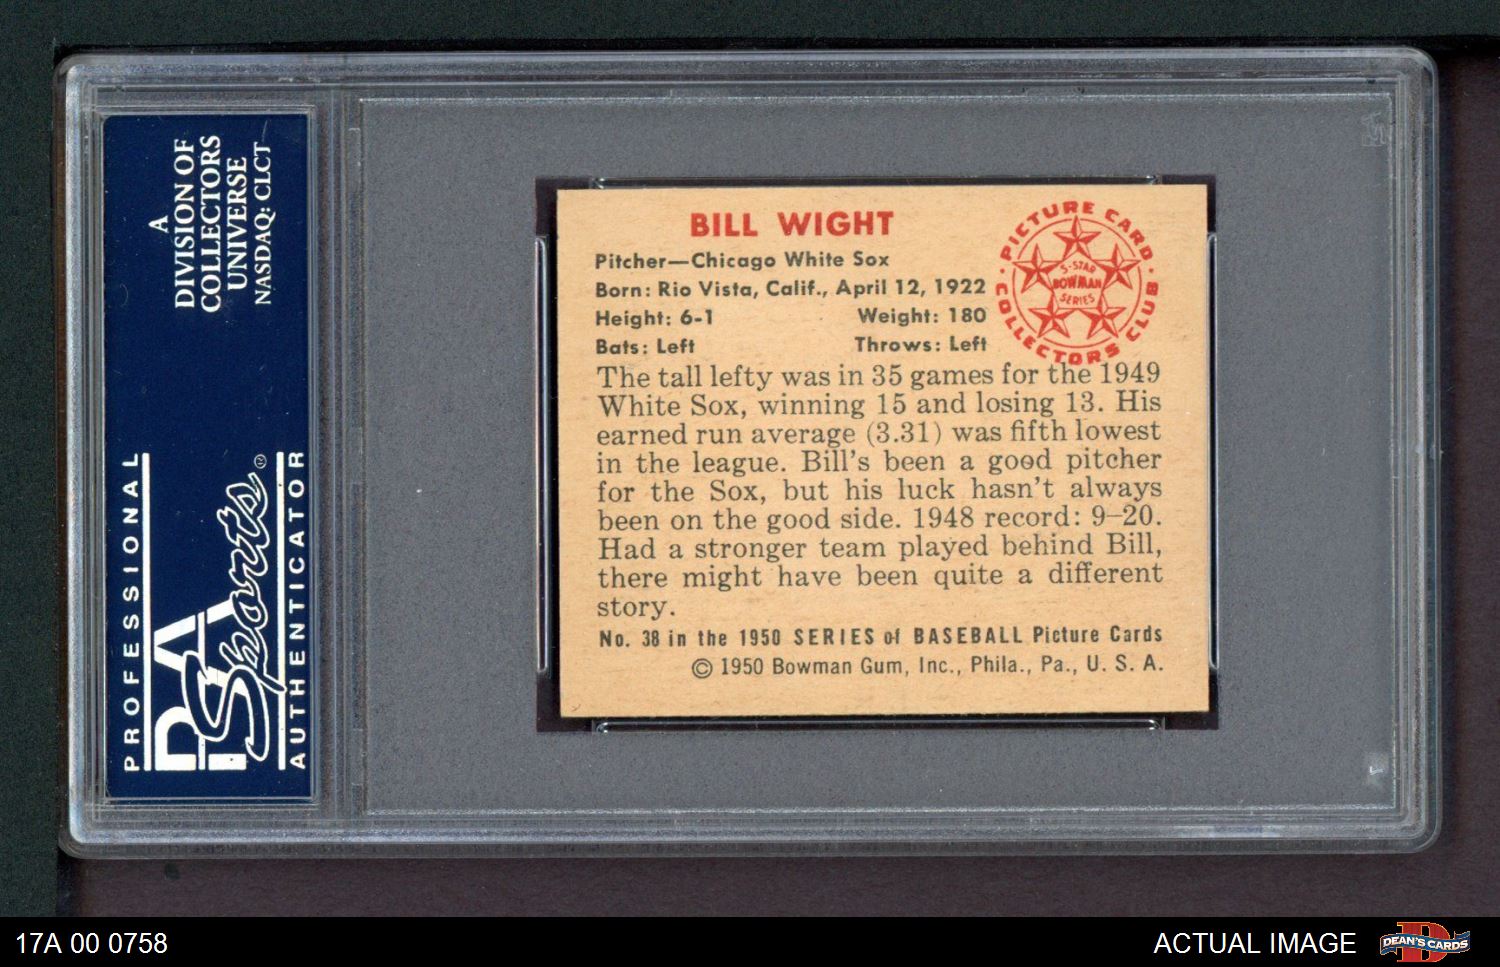 A
DIVISION OF
COLLECTORS
UNIVERSE
NASDAQ: CLCT
PROFESSIONAL
PSA
Sports®
AUTHENTICATOR
BILL WIGHT
Pitcher—Chicago White Sox
Born: Rio Vista, Calif., April 12, 1922
Height: 6-1 Weight: 180
Bats: Left Throws: Left
PICTURE CARD
COLLECTORS CLUB
5-STAR
BOWMAN
SERIES
The tall lefty was in 35 games for the 1949
White Sox, winning 15 and losing 13. His
earned run average (3.31) was fifth lowest
in the league. Bill's been a good pitcher
for the Sox, but his luck hasn't always
been on the good side. 1948 record: 9–20.
Had a stronger team played behind Bill,
there might have been quite a different
story.
No. 38 in the 1950 SERIES of BASEBALL Picture Cards
© 1950 Bowman Gum, Inc., Phila., Pa., U. S. A.
17A 00 0758
ACTUAL IMAGE
D
DEAN'S CARDS